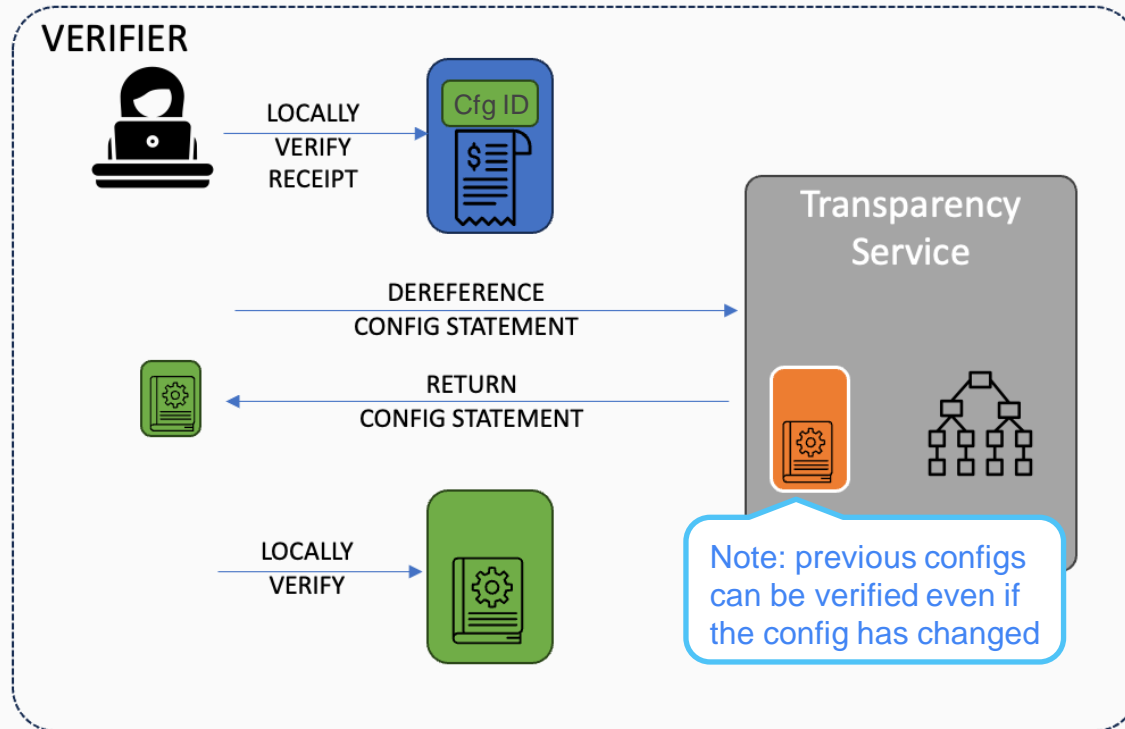 VERIFIER
Cfg ID
LOCALLY
VERIFY
RECEIPT
$
Transparency
Service
DEREFERENCE
CONFIG STATEMENT
RETURN
CONFIG STATEMENT
LOCALLY
VERIFY
Note: previous configs
can be verified even if
the config has changed